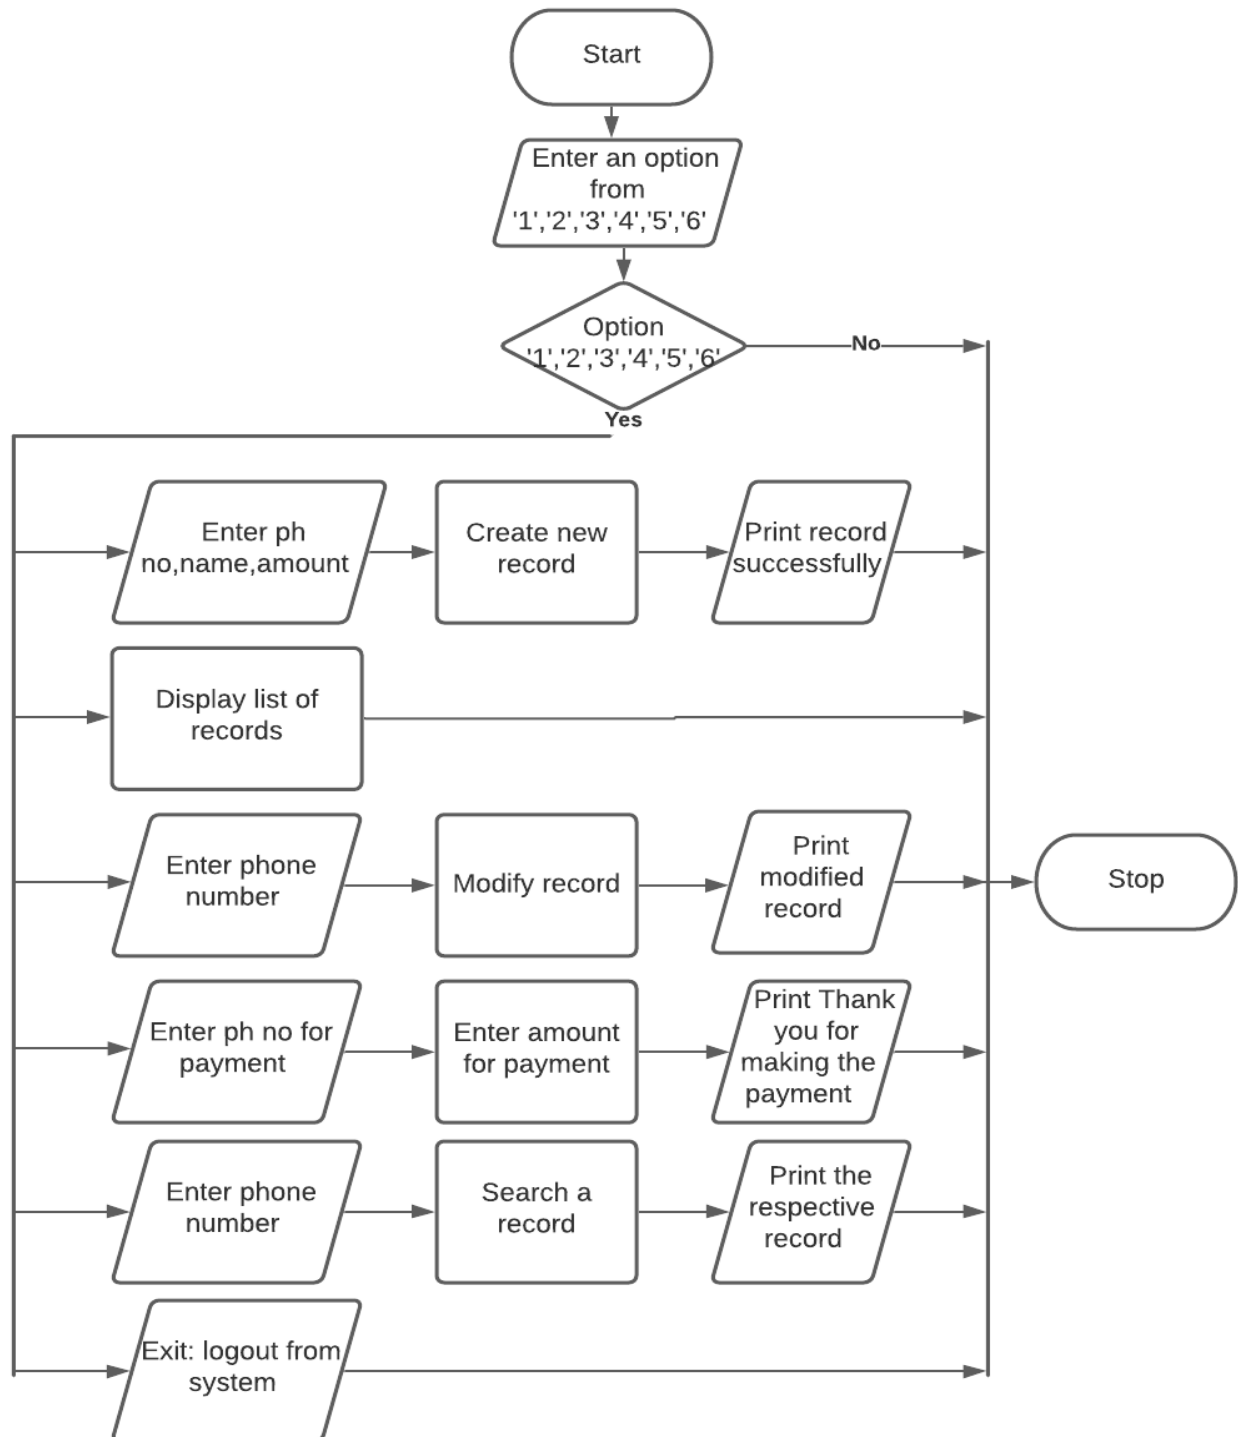 Start
Enter an option
from
'1','2','3','4','5','6'
Option
'1','2','3','4','5','6'
No
Yes
Enter ph
no,name,amount
Create new
record
Print record
successfully
Display list of
records
Enter phone
number
Modify record
Print
modified
record
Stop
Enter ph no for
payment
Enter amount
for payment
Print Thank
you for
making the
payment
Enter phone
number
Search a
record
Print the
respective
record
Exit: logout from
system